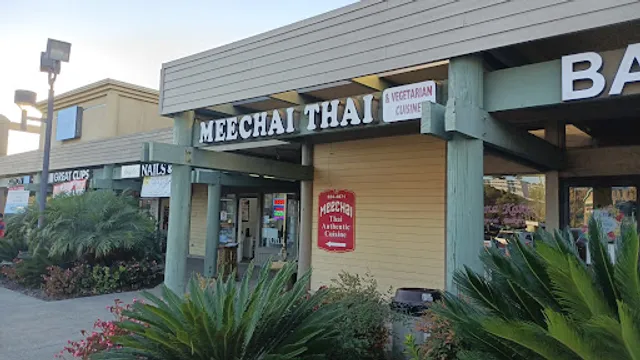 MEECHAI THAI
& VEGETARIAN
CUISINE
BA
GREAT CLIPS
NAILS &
MEECHAI
Thai
Authentic
Cuisine